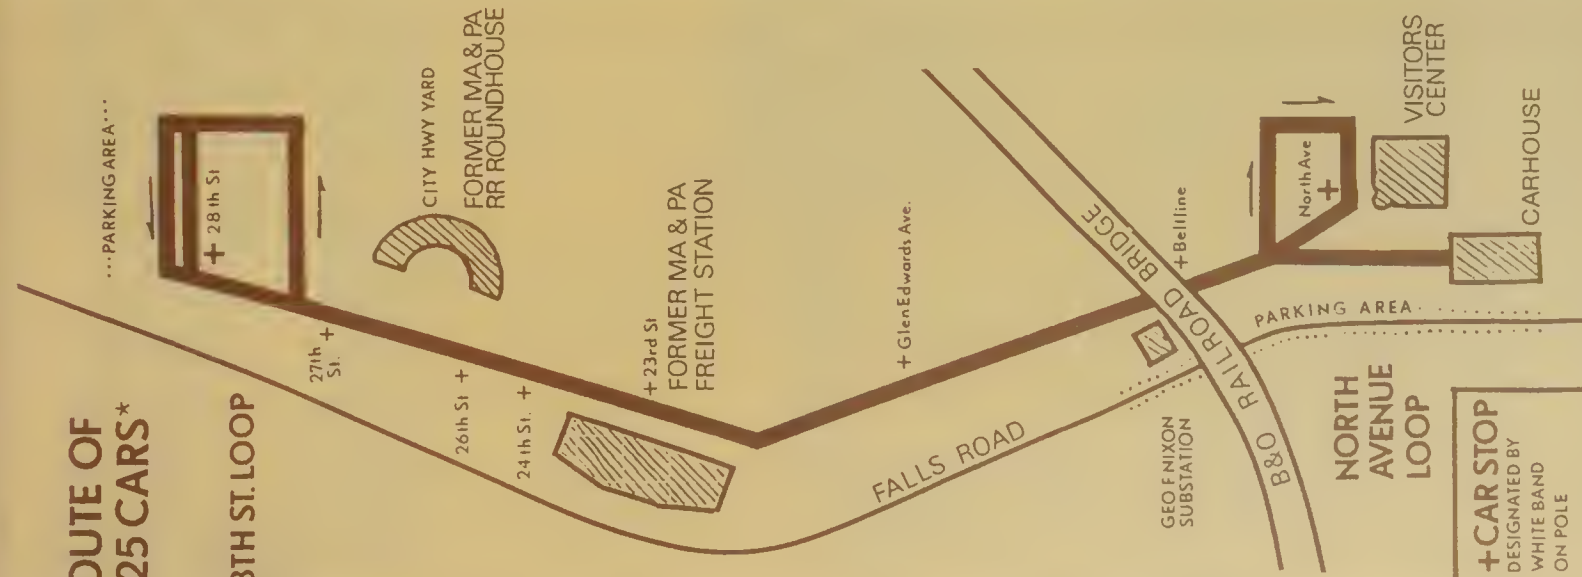 OUTE OF
25 CARS*
8TH ST. LOOP
...PARKING AREA...
28th St
27th
St.
CITY HWY YARD
FORMER MA & PA
RR ROUNDHOUSE
26th St
24th St.
23rd St
FORMER MA & PA
FREIGHT STATION
Glen Edwards Ave.
FALLS ROAD
B&O RAILROAD BRIDGE
Beltline
GEO F NIXON
SUBSTATION
PARKING AREA
North Ave
VISITORS
CENTER
CARHOUSE
NORTH
AVENUE
LOOP
+CAR STOP
DESIGNATED BY
WHITE BAND
ON POLE